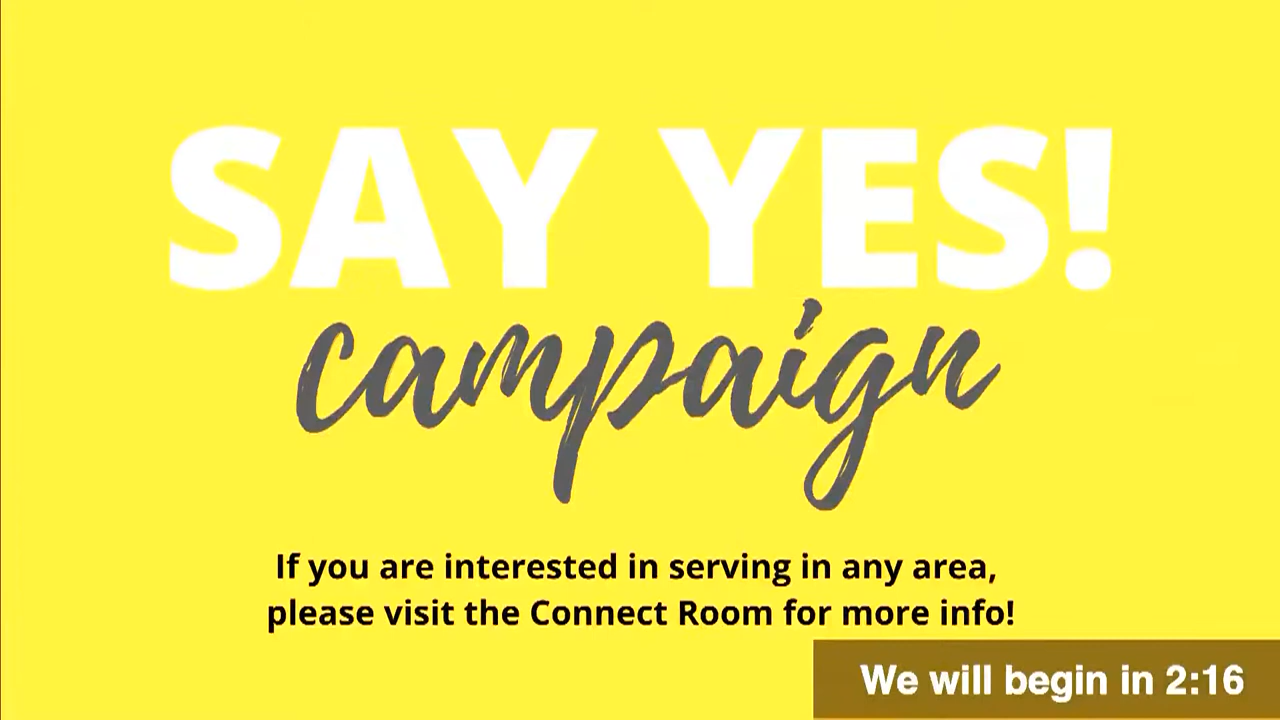 SAY YES!
campaign
If you are interested in serving in any area,
please visit the Connect Room for more info!
We will begin in 2:16